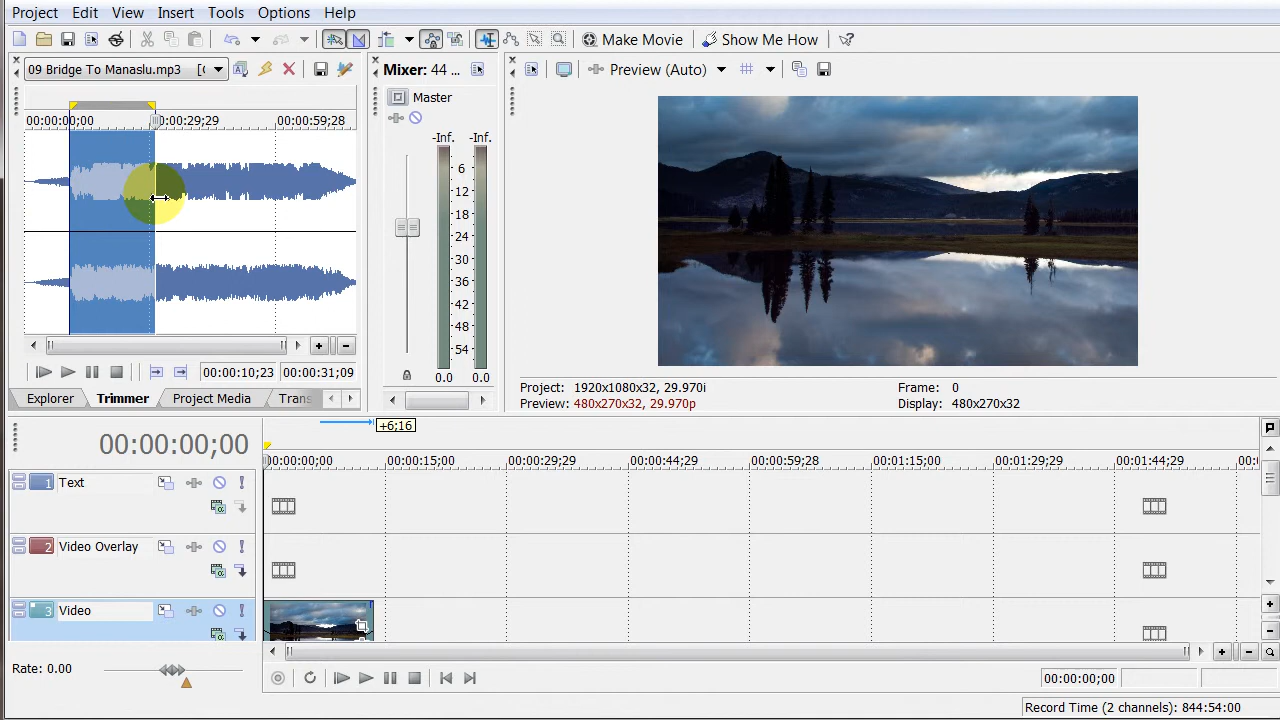 Project Edit View Insert Tools Options Help
Make Movie Show Me How
09 Bridge To Manaslu.mp3 [
Mixer: 44 ...
Preview (Auto)
Master
00:00:00;00 00:00:29;29 00:00:59;28
-Inf. -Inf.
6
12
18
24
30
36
42
48
54
0.0 0.0
00:00:10;23 00:00:31;09
Explorer Trimmer Project Media Trans
Project: 1920x1080x32, 29.970i
Frame: 0
Preview: 480x270x32, 29.970p
Display: 480x270x32
+6;16
00:00:00;00
00:00:00;00 00:00:15;00 00:00:29;29 00:00:44;29 00:00:59;28 00:01:15;00 00:01:29;29 00:01:44;29 00:0
1 Text
2 Video Overlay
3 Video
Rate: 0.00
00:00:00;00
Record Time (2 channels): 844:54:00